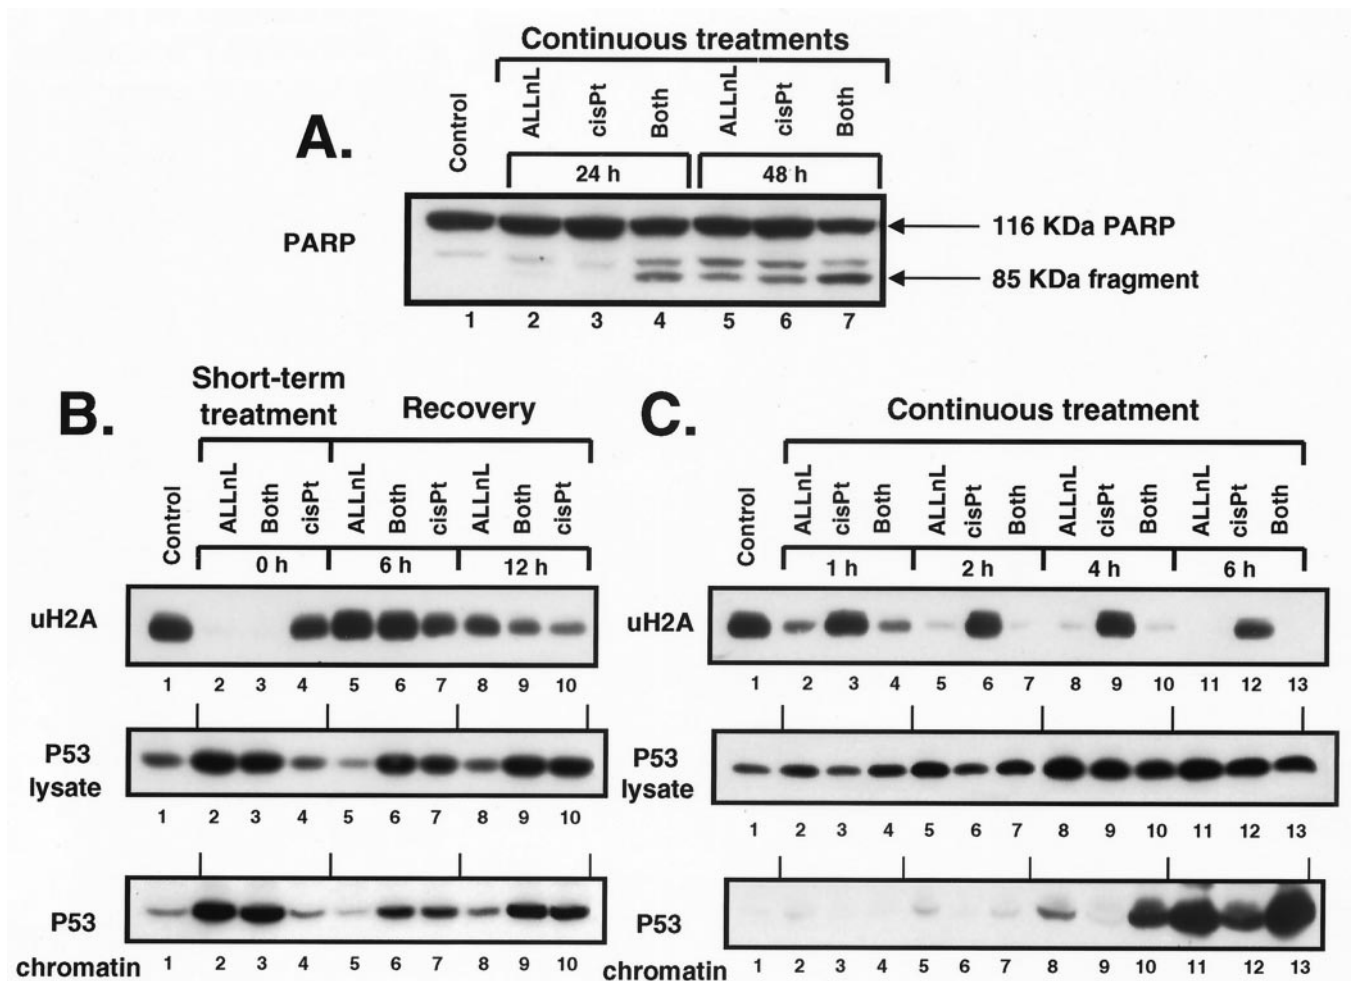 Continuous treatments
A.
Control
ALLnL
cisPt
Both
ALLnL
cisPt
Both
24 h
48 h
PARP
116 KDa PARP
85 KDa fragment
1 2 3 4 5 6 7
B.
Short-term
treatment
Recovery
Control
ALLnL
Both
cisPt
ALLnL
Both
cisPt
ALLnL
Both
cisPt
0 h
6 h
12 h
uH2A
1 2 3 4 5 6 7 8 9 10
P53
lysate
1 2 3 4 5 6 7 8 9 10
P53
chromatin
1 2 3 4 5 6 7 8 9 10
C.
Continuous treatment
Control
ALLnL
cisPt
Both
ALLnL
cisPt
Both
ALLnL
cisPt
Both
ALLnL
cisPt
Both
1 h
2 h
4 h
6 h
uH2A
1 2 3 4 5 6 7 8 9 10 11 12 13
P53
lysate
1 2 3 4 5 6 7 8 9 10 11 12 13
P53
chromatin
1 2 3 4 5 6 7 8 9 10 11 12 13